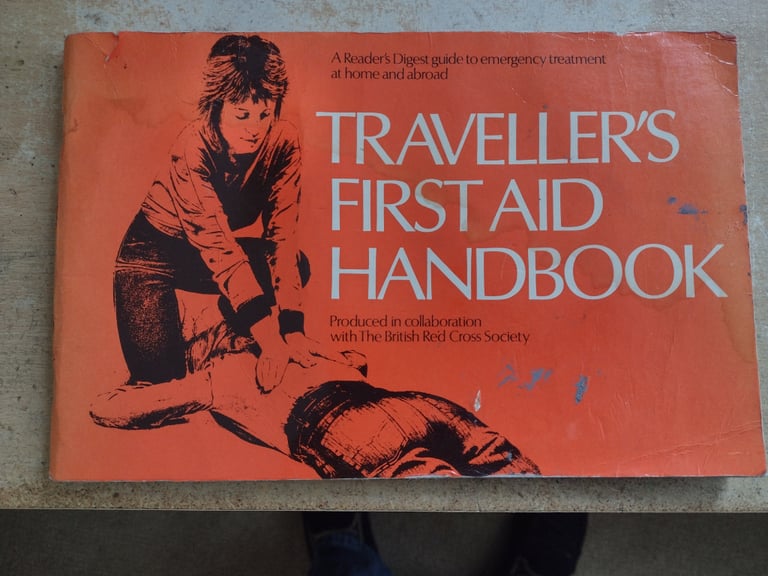 A Reader's Digest guide to emergency treatment
at home and abroad
TRAVELLER'S
FIRST AID
HANDBOOK
Produced in collaboration
with The British Red Cross Society